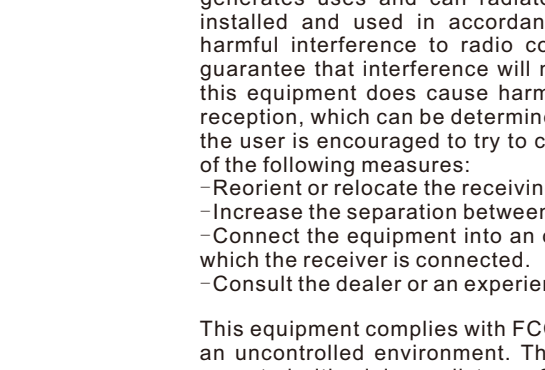 generates uses and can radiate
installed and used in accordan
harmful interference to radio co
guarantee that interference will
this equipment does cause harm
reception, which can be determin
the user is encouraged to try to c
of the following measures:
-Reorient or relocate the receivin
-Increase the separation between
-Connect the equipment into an
which the receiver is connected.
-Consult the dealer or an experien
This equipment complies with FCC
an uncontrolled environment. Th